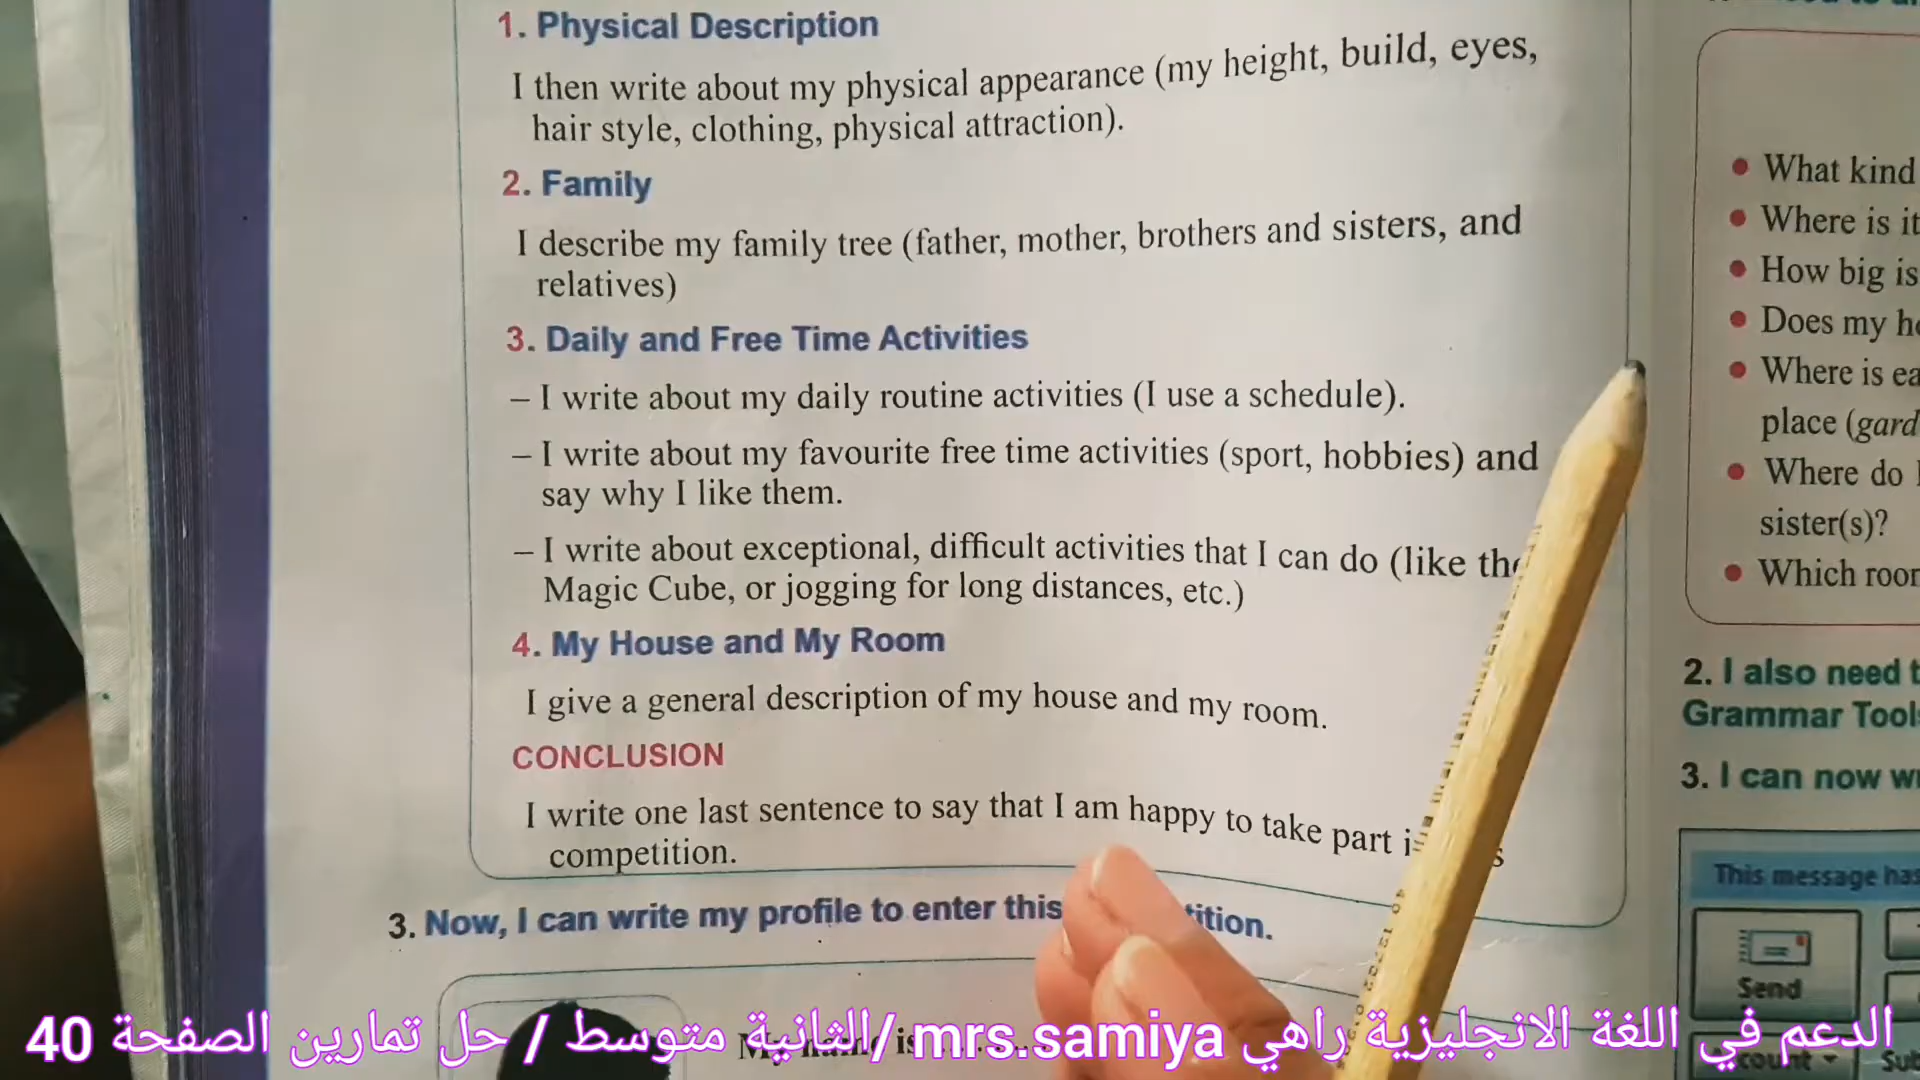 1. Physical Description
I then write about my physical appearance (my height, build, eyes,
hair style, clothing, physical attraction).
2. Family
I describe my family tree (father, mother, brothers and sisters, and
relatives)
3. Daily and Free Time Activities
– I write about my daily routine activities (I use a schedule).
– I write about my favourite free time activities (sport, hobbies) and
say why I like them.
– I write about exceptional, difficult activities that I can do (like the
Magic Cube, or jogging for long distances, etc.)
4. My House and My Room
I give a general description of my house and my room.
CONCLUSION
I write one last sentence to say that I am happy to take part
competition.
3. Now, I can write my profile to enter this
• What kind
• Where is it
• How big is
• Does my
• Where is
place (
• Where do
sister(s)?
• Which
2. I also need
Grammar
3. I can now
This message has
Send
الدعم في اللغة الانجليزية راهي mrs.samiya /الثانية متوسط / حل تمارين الصفحة 40